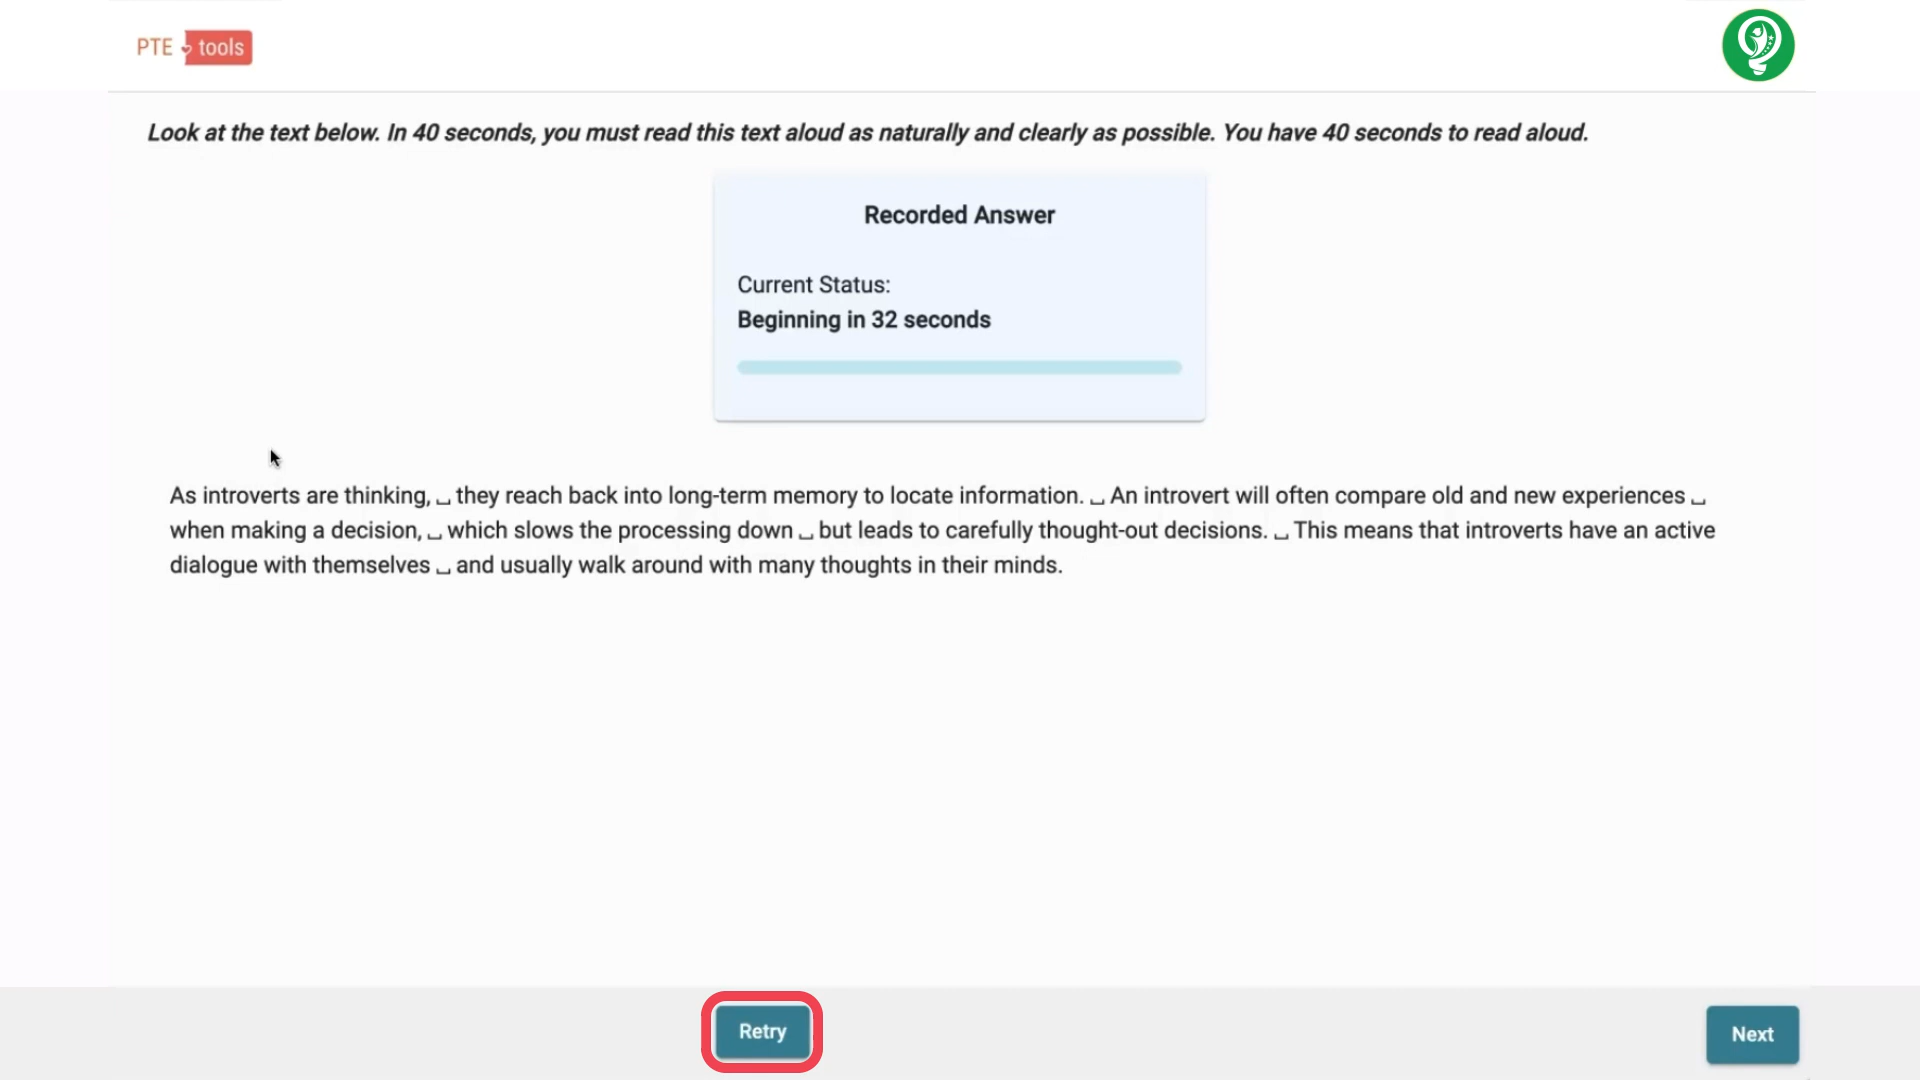 PTE tools
Look at the text below. In 40 seconds, you must read this text aloud as naturally and clearly as possible. You have 40 seconds to read aloud.
Recorded Answer
Current Status:
Beginning in 32 seconds
As introverts are thinking, ⎵ they reach back into long-term memory to locate information. ⎵ An introvert will often compare old and new experiences ⎵
when making a decision, ⎵ which slows the processing down ⎵ but leads to carefully thought-out decisions. ⎵ This means that introverts have an active
dialogue with themselves ⎵ and usually walk around with many thoughts in their minds.
Retry
Next